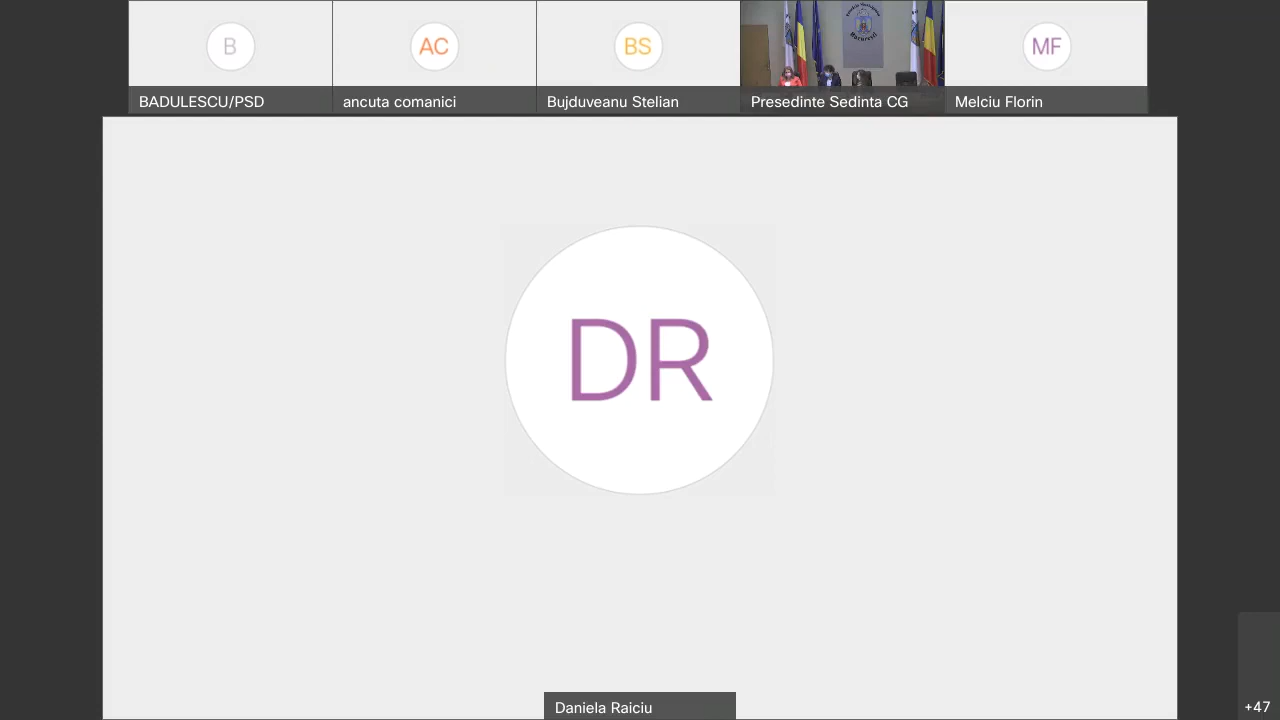 B
AC
BS
MF
BADULESCU/PSD
ancuta comanici
Bujduveanu Stelian
Presedinte Sedinta CG
Melciu Florin
DR
Daniela Raiciu
+47